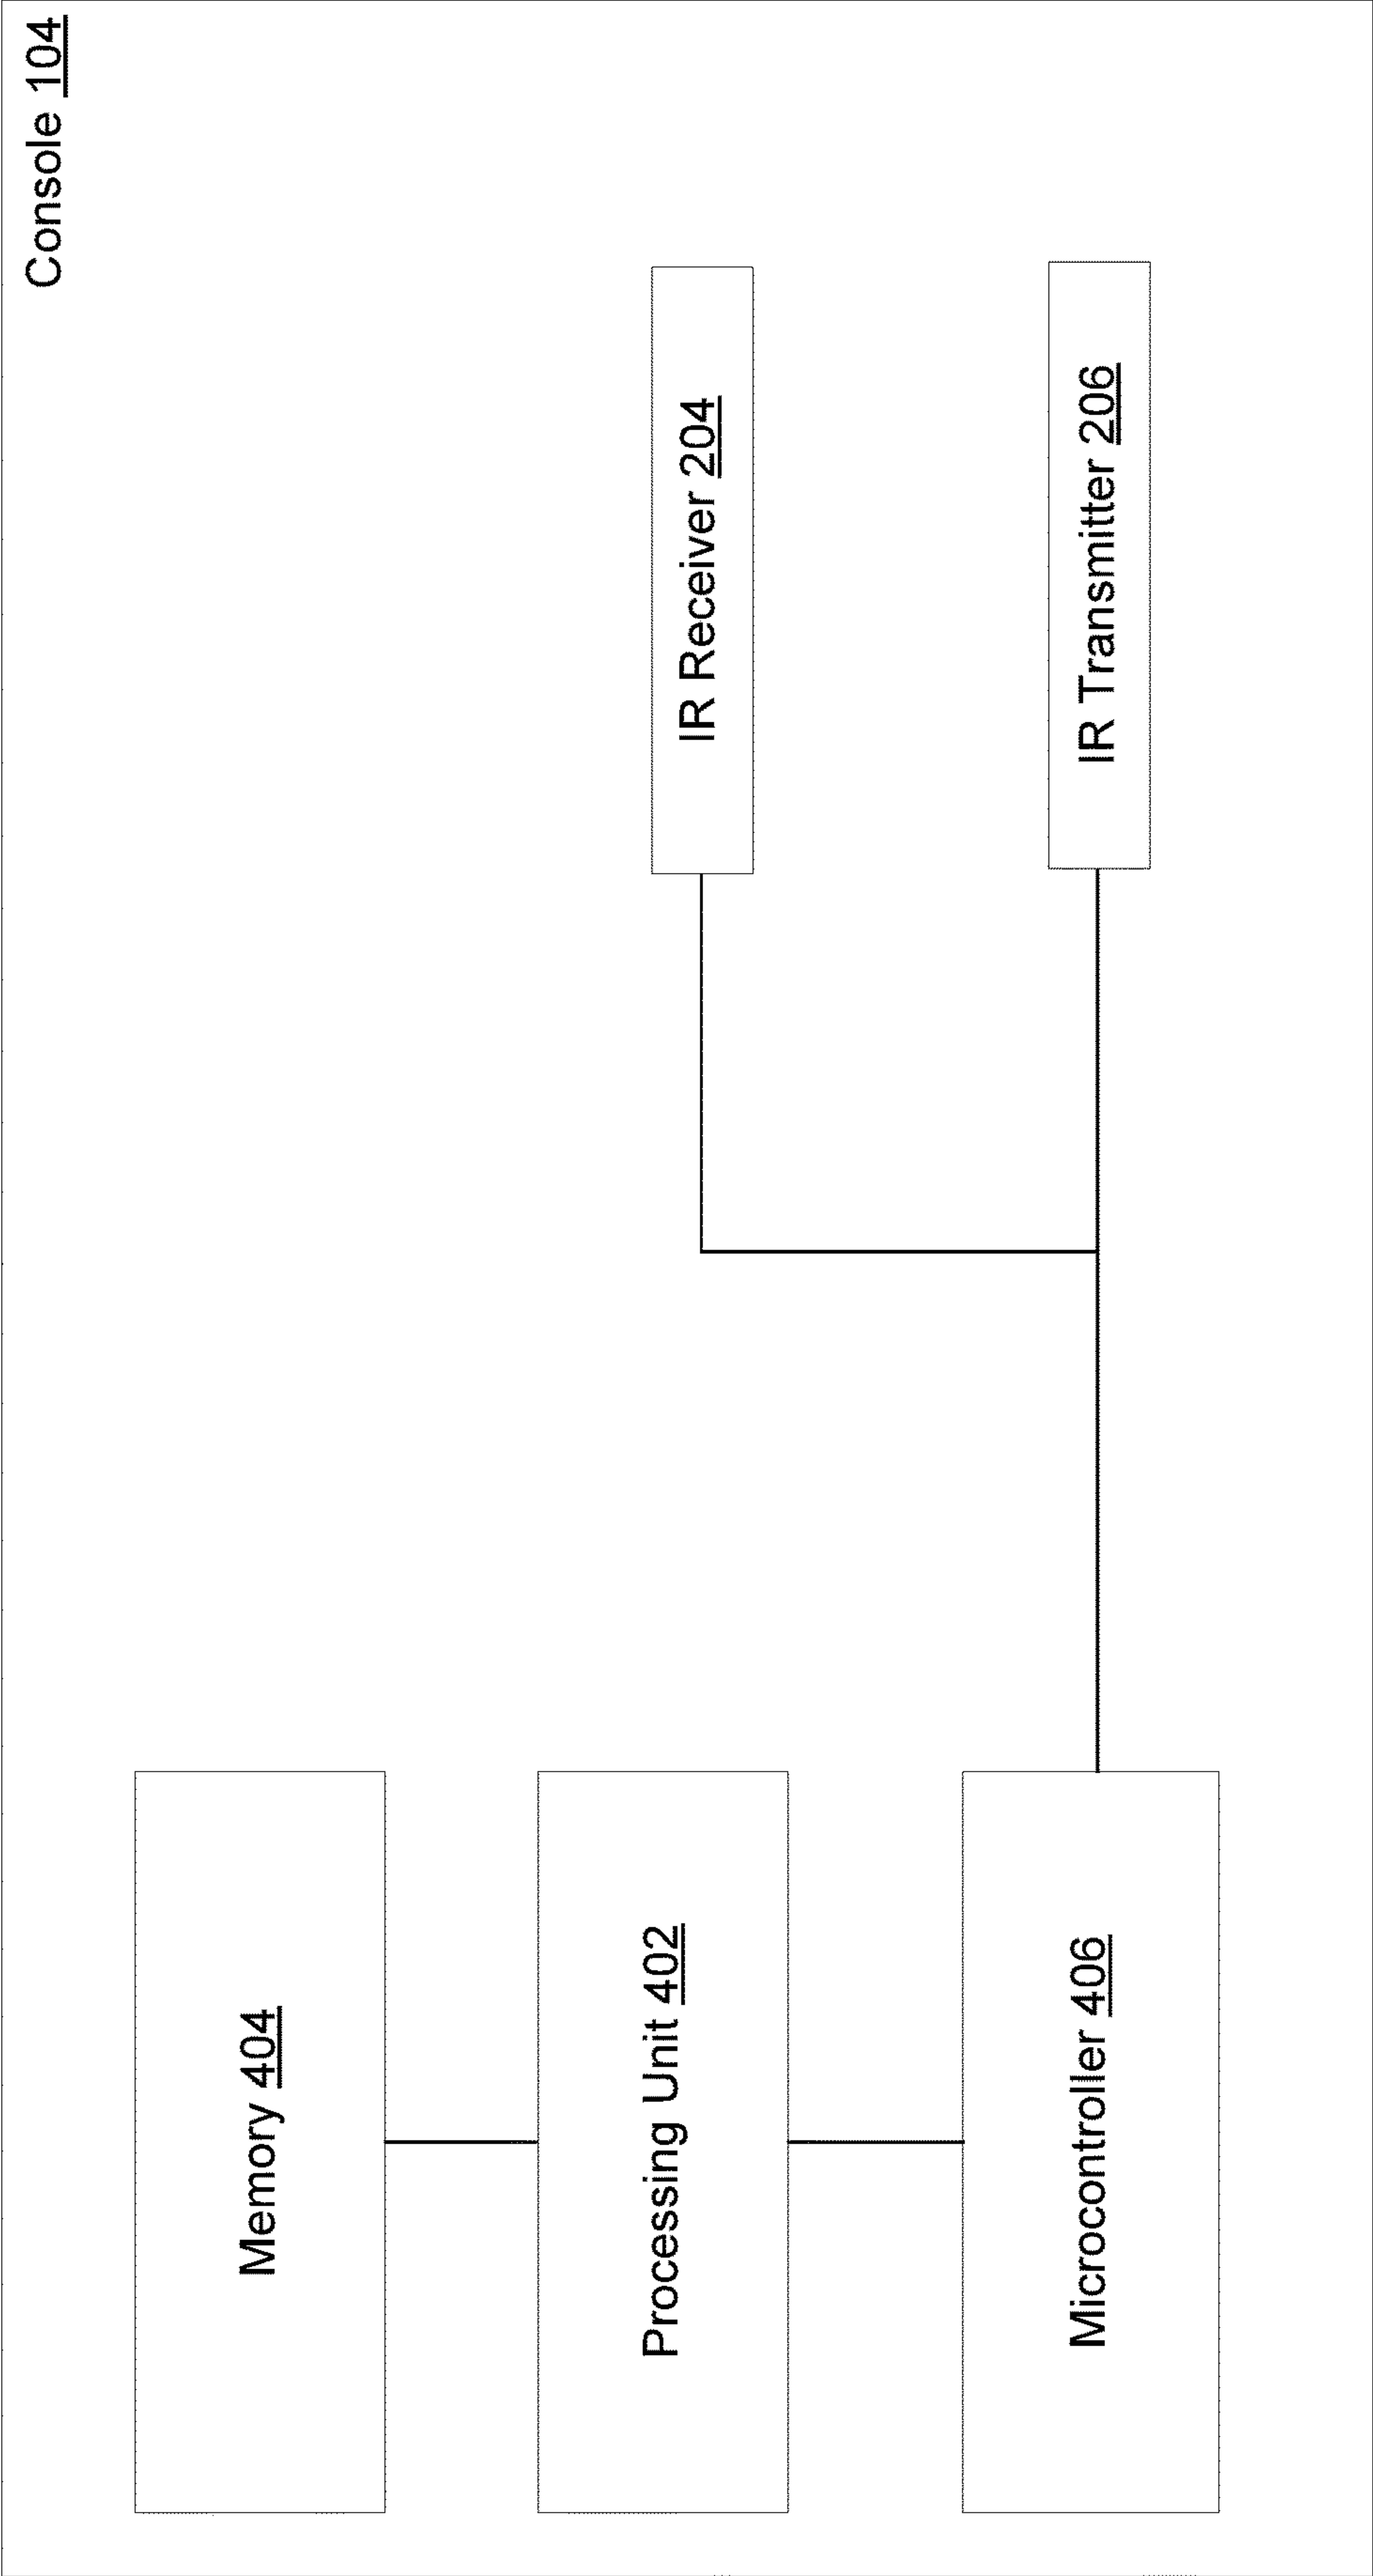 Console 104
Memory 404
Processing Unit 402
IR Receiver 204
Microcontroller 406
IR Transmitter 206